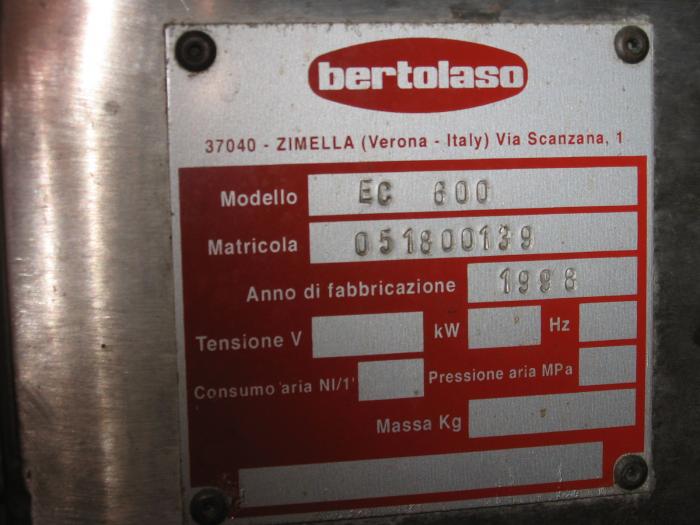 bertolaso
37040 - ZIMELLA (Verona - Italy) Via Scanzana, 1
Modello EC 600
Matricola 051800139
Anno di fabbricazione 1998
Tensione V kW Hz
Consumo aria Nl/1' Pressione aria MPa
Massa Kg